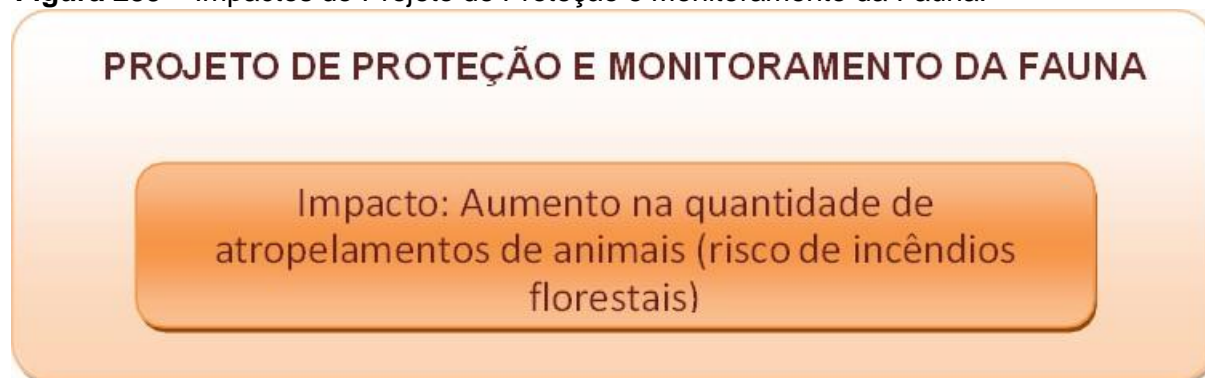 PROJETO DE PROTEÇÃO E MONITORAMENTO DA FAUNA
Impacto: Aumento na quantidade de
atropelamentos de animais (risco de incêndios
florestais)